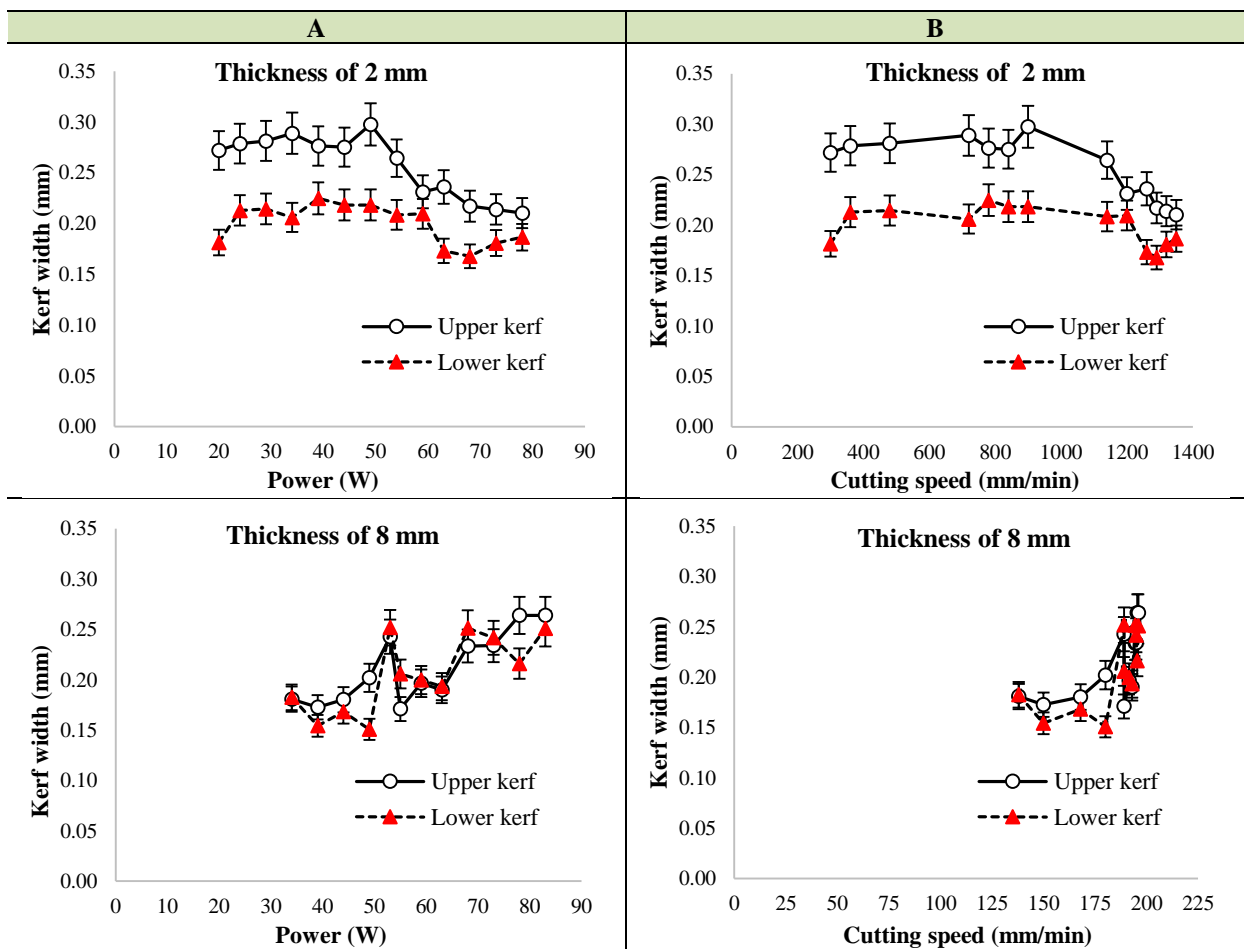 A
B
Thickness of 2 mm
Kerf width (mm)
0.35
0.30
0.25
0.20
0.15
0.10
0.05
0.00
Upper kerf
Lower kerf
0 10 20 30 40 50 60 70 80 90
Power (W)
Thickness of 2 mm
Kerf width (mm)
0.35
0.30
0.25
0.20
0.15
0.10
0.05
0.00
Upper kerf
Lower kerf
0 200 400 600 800 1000 1200 1400
Cutting speed (mm/min)
Thickness of 8 mm
Kerf width (mm)
0.35
0.30
0.25
0.20
0.15
0.10
0.05
0.00
Upper kerf
Lower kerf
0 10 20 30 40 50 60 70 80 90
Power (W)
Thickness of 8 mm
Kerf width (mm)
0.35
0.30
0.25
0.20
0.15
0.10
0.05
0.00
Upper kerf
Lower kerf
0 25 50 75 100 125 150 175 200 225
Cutting speed (mm/min)